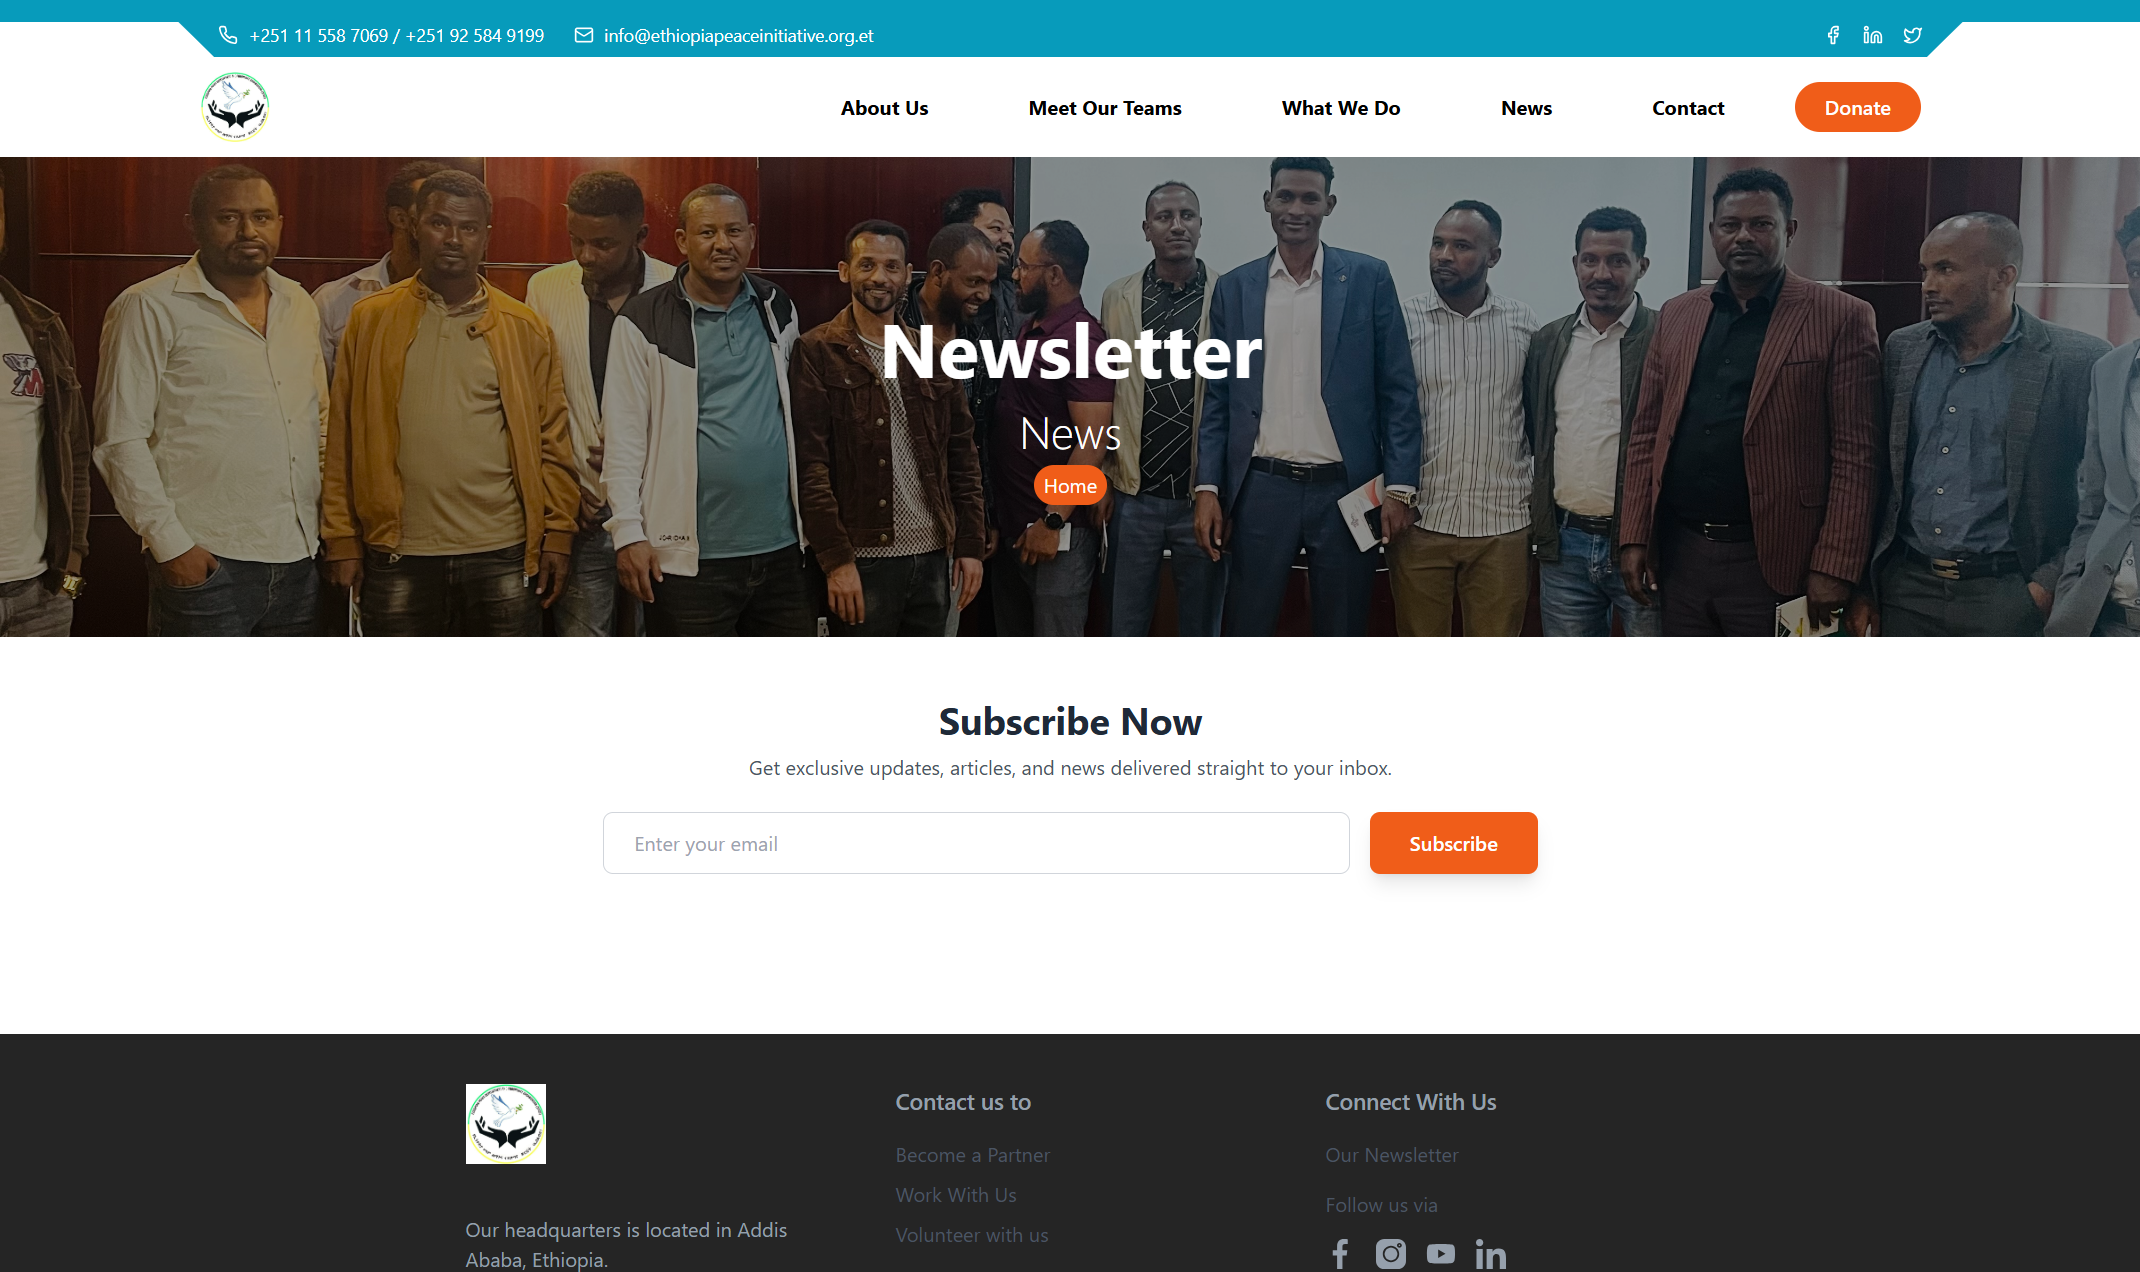 +251 11 558 7069 / +251 92 584 9199
info@ethiopiapeaceinitiative.org.et
About Us
Meet Our Teams
What We Do
News
Contact
Donate
Newsletter
News
Home
Subscribe Now
Get exclusive updates, articles, and news delivered straight to your inbox.
Enter your email
Subscribe
Our headquarters is located in Addis
Ababa, Ethiopia.
Contact us to
Become a Partner
Work With Us
Volunteer with us
Connect With Us
Our Newsletter
Follow us via